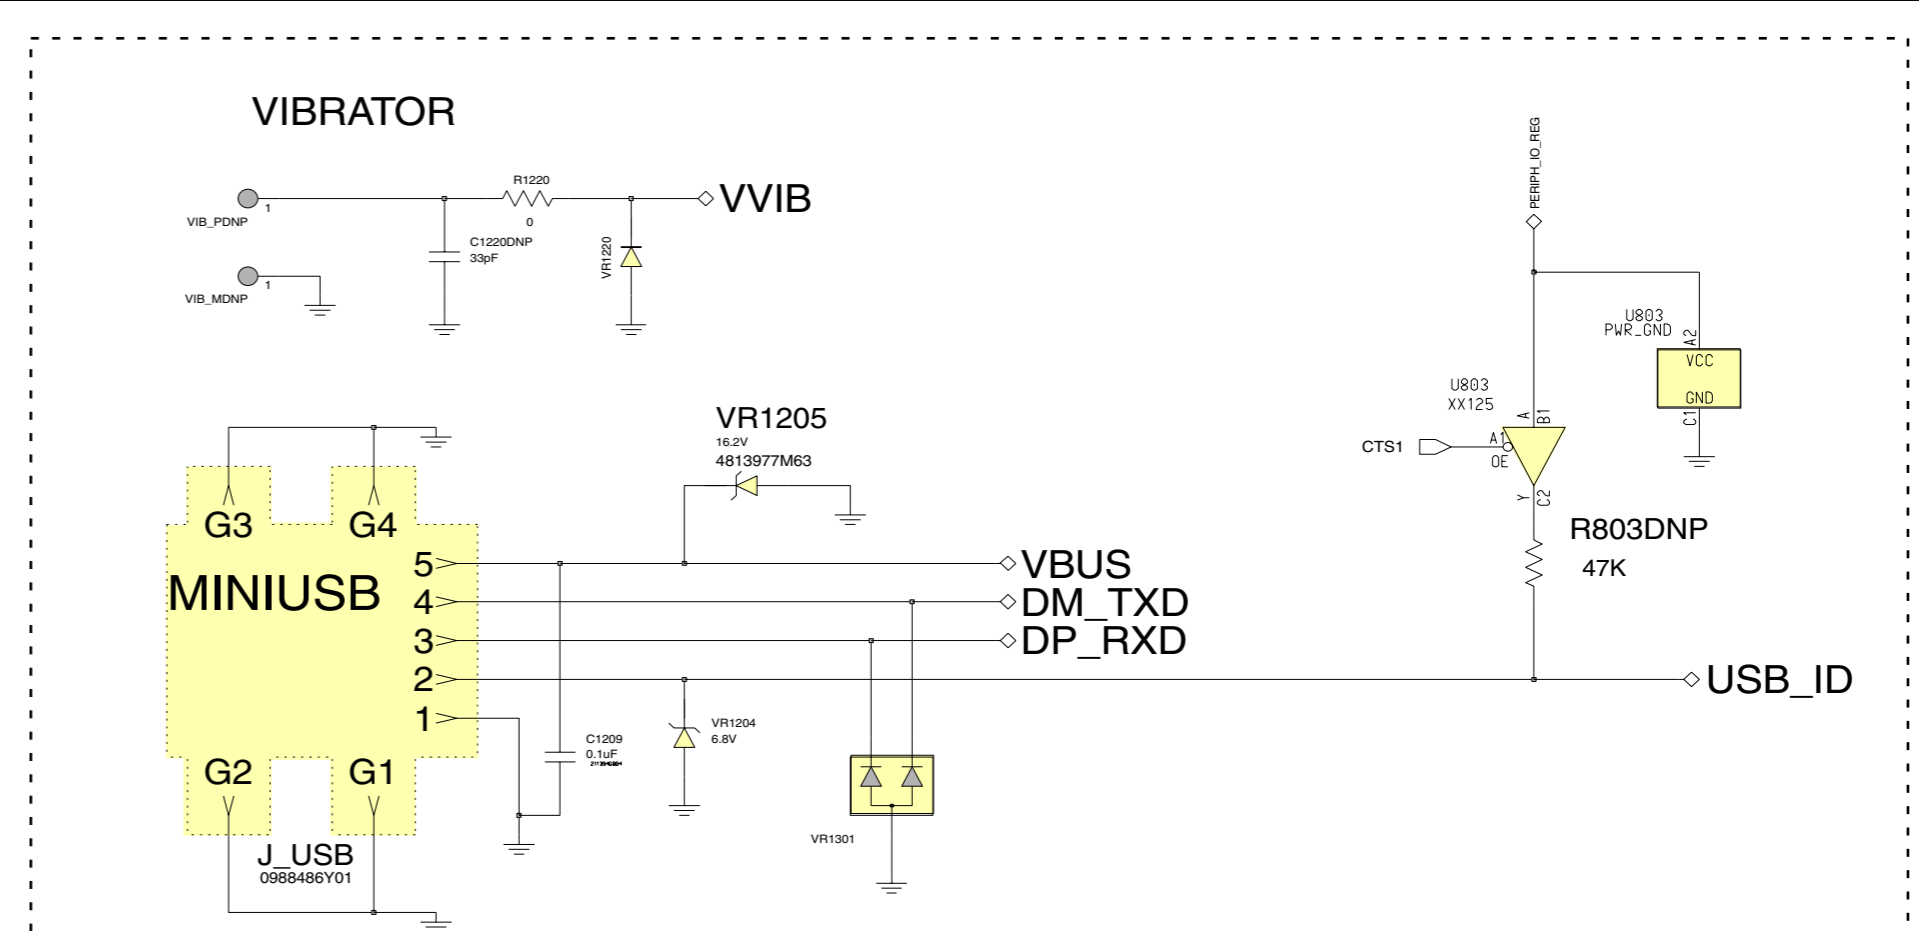 VIBRATOR
R1220
0
VVIB
VIB_PDNP
1
C1220DNP
33pF
VR1220
VIB_MDNP
1
PERIPH_IO_REG
U803
PWR_GND
A2
VCC
GND
C1
U803
XX125
A
B1
CTS1
A1
OE
Y
C2
R803DNP
47K
VR1205
16.2V
4813977M63
G3
G4
MINIUSB
5
4
3
2
1
G2
G1
J_USB
0988486Y01
VBUS
DM_TXD
DP_RXD
USB_ID
C1209
0.1uF
VR1204
6.8V
VR1301